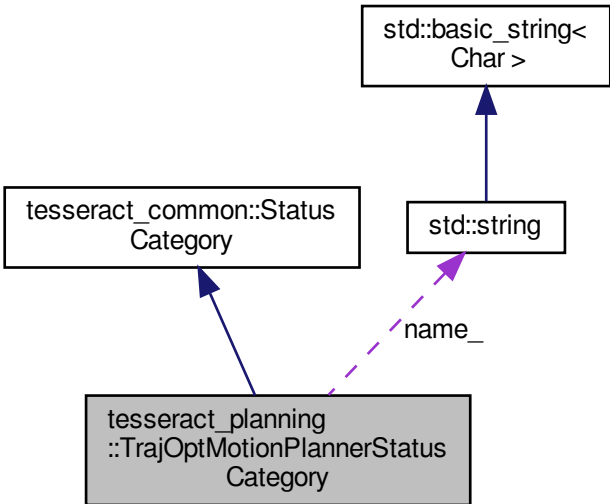 std::basic_string<
Char >
tesseract_common::Status
Category
std::string
name_
tesseract_planning
::TrajOptMotionPlannerStatus
Category